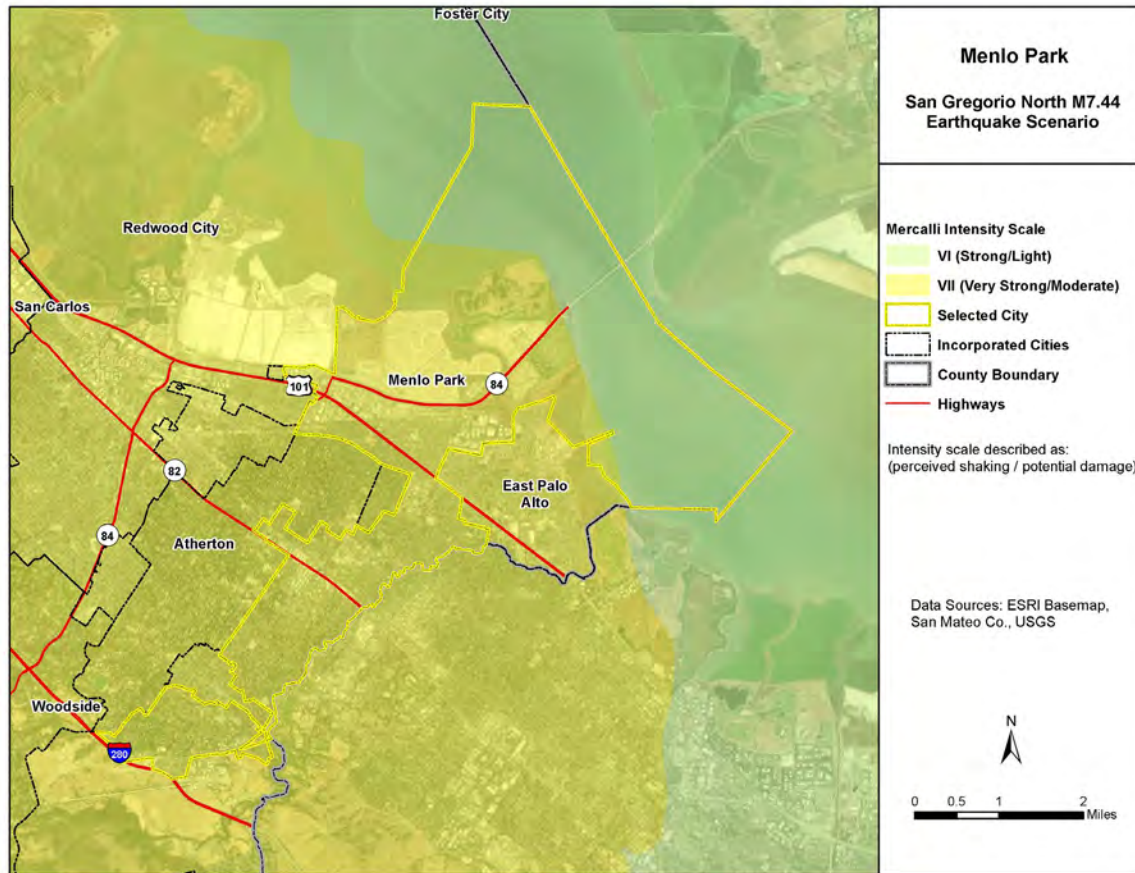 Foster City
Redwood City
San Carlos
101
Menlo Park
84
82
East Palo
Alto
84
Atherton
Woodside
280
Menlo Park
San Gregorio North M7.44
Earthquake Scenario
Mercalli Intensity Scale
VI (Strong/Light)
VII (Very Strong/Moderate)
Selected City
Incorporated Cities
County Boundary
Highways
Intensity scale described as:
(perceived shaking / potential damage)
Data Sources: ESRI Basemap,
San Mateo Co., USGS
N
0 0.5 1 2
Miles